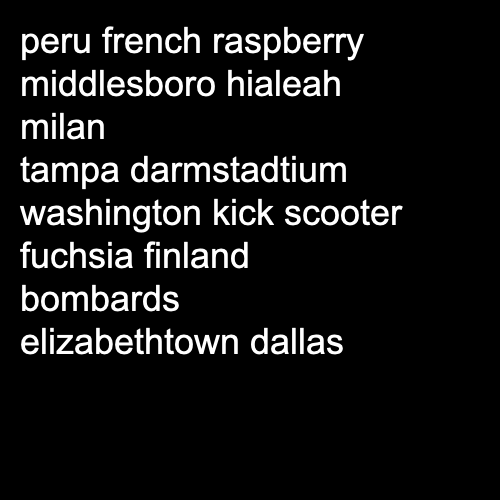 peru french raspberry
middlesboro hialeah
milan
tampa darmstadtium
washington kick scooter
fuchsia finland
bombards
elizabethtown dallas